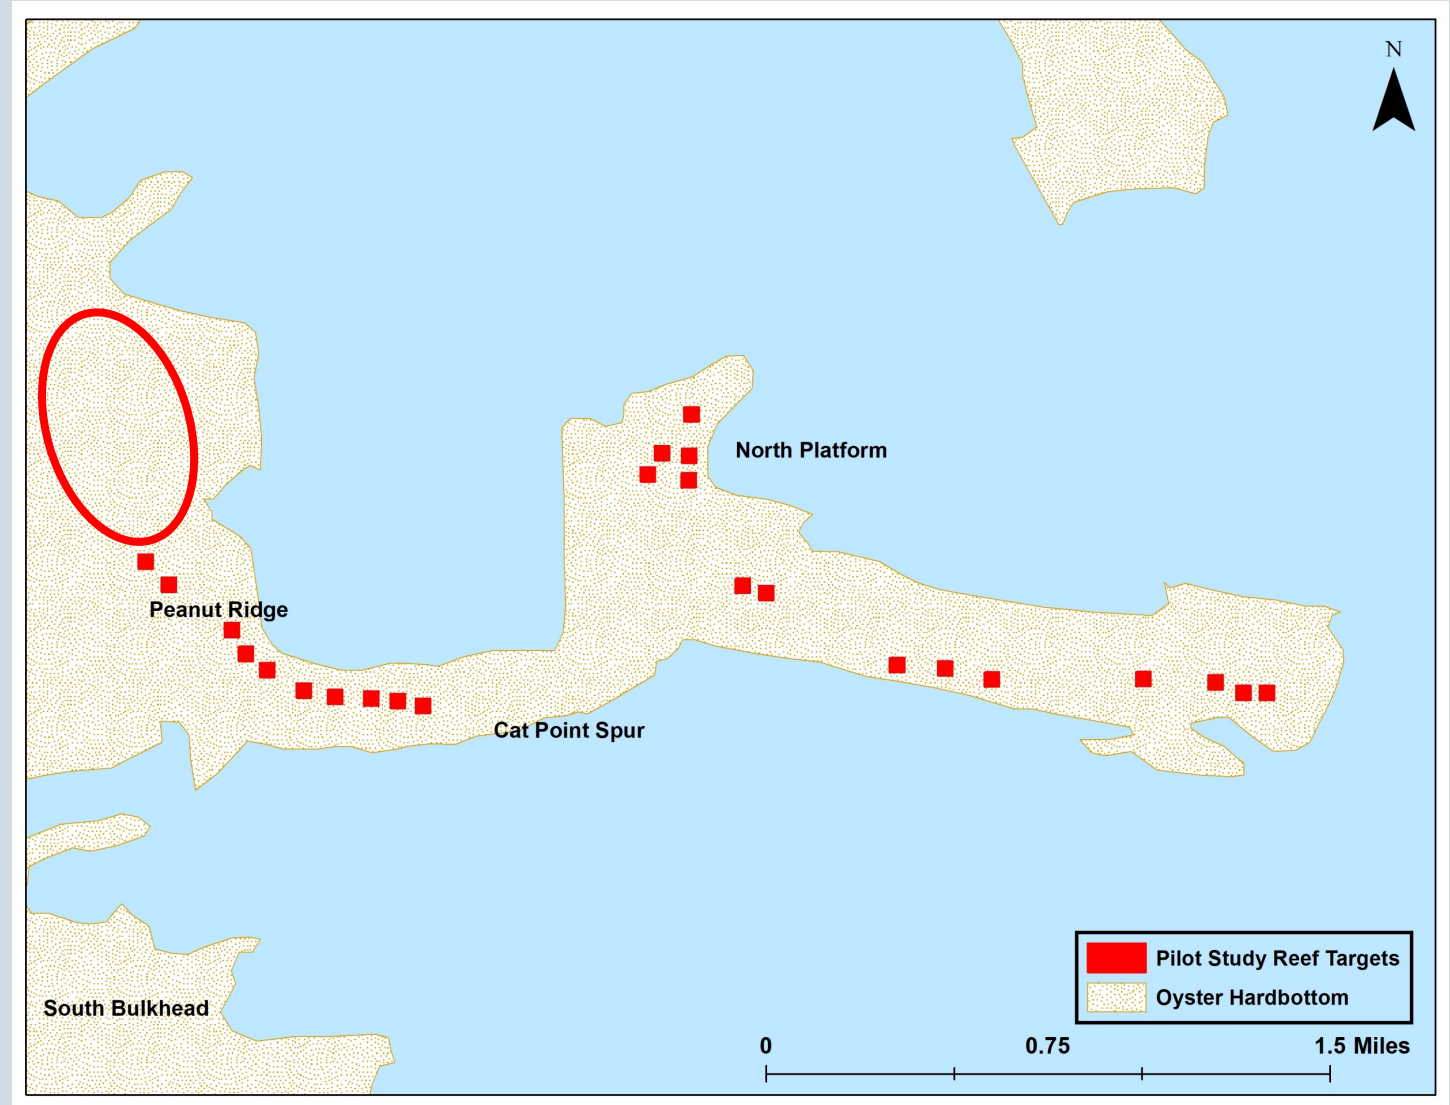 N
North Platform
Peanut Ridge
Cat Point Spur
Pilot Study Reef Targets
Oyster Hardbottom
South Bulkhead
0 0.75 1.5 Miles